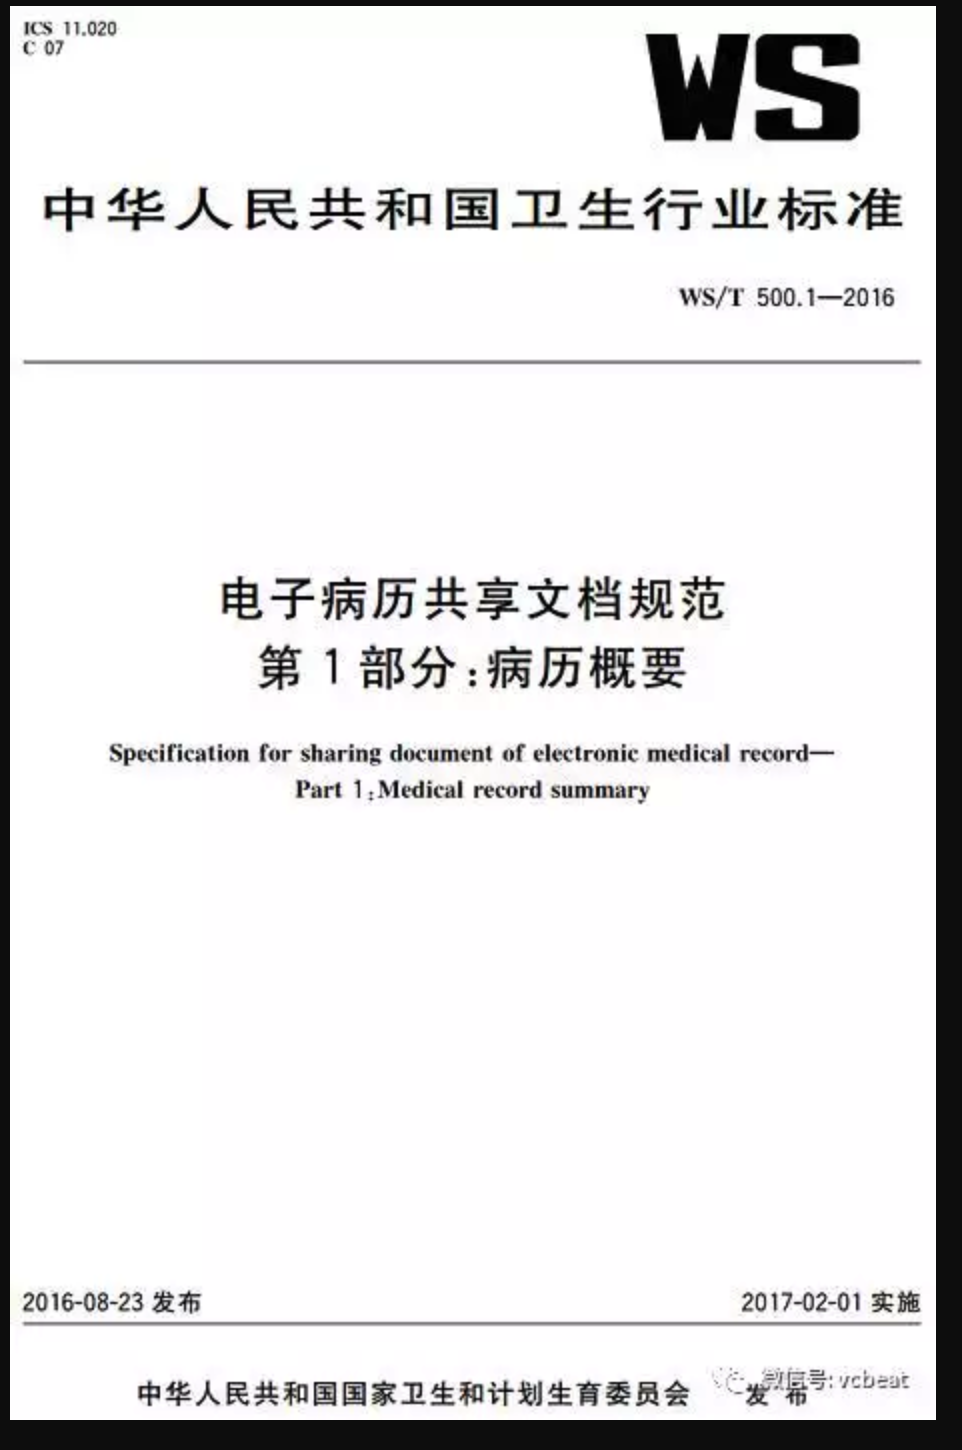 ICS 11.020
C 07
WS
中华人民共和国卫生行业标准
WS/T 500.1—2016
电子病历共享文档规范
第1部分:病历概要
Specification for sharing document of electronic medical record—
Part 1:Medical record summary
2016-08-23 发布
2017-02-01 实施
中华人民共和国国家卫生和计划生育委员会 发布
微信号:vcbeat